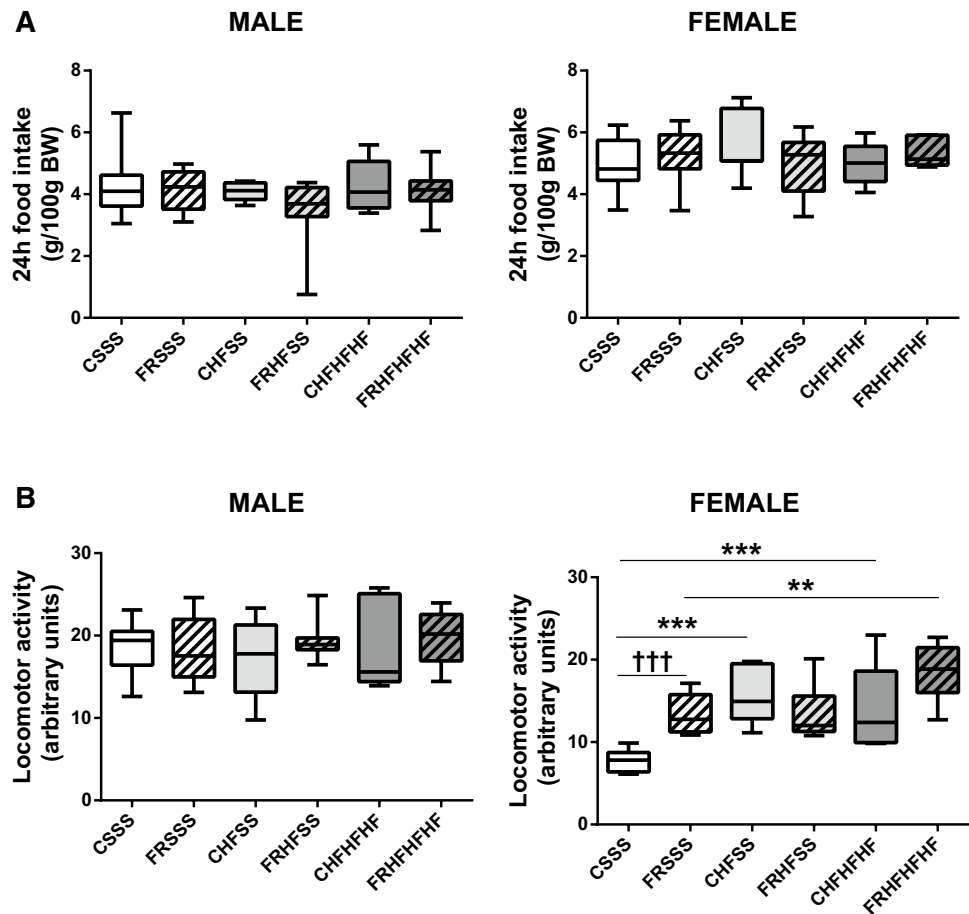 A
MALE
FEMALE
24h food intake
(g/100g BW)
8
6
4
2
0
CSSS
FRSSS
CHFSS
FRHFSS
CHFHFHF
FRHFHFHF
24h food intake
(g/100g BW)
8
6
4
2
0
CSSS
FRSSS
CHFSS
FRHFSS
CHFHFHF
FRHFHFHF
B
MALE
FEMALE
Locomotor activity
(arbitrary units)
30
20
10
0
CSSS
FRSSS
CHFSS
FRHFSS
CHFHFHF
FRHFHFHF
Locomotor activity
(arbitrary units)
30
20
10
0
***
**
***
†††
CSSS
FRSSS
CHFSS
FRHFSS
CHFHFHF
FRHFHFHF